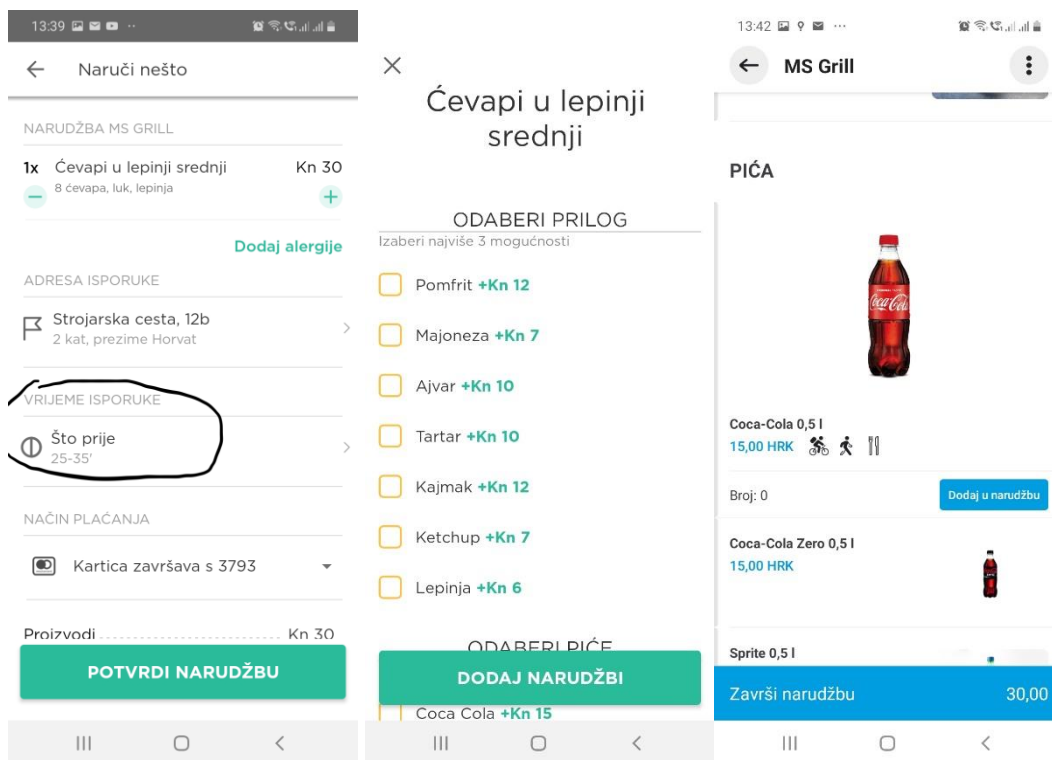 13:39
Naruči nešto
NARUDŽBA MS GRILL
1x Ćevapi u lepinji srednji Kn 30
8 ćevapa, luk, lepinja
Dodaj alergije
ADRESA ISPORUKE
Strojarska cesta, 12b
2 kat, prezime Horvat
VRIJEME ISPORUKE
Što prije
25-35'
NAČIN PLAĆANJA
Kartica završava s 3793
Proizvodi Kn 30
POTVRDI NARUDŽBU
Ćevapi u lepinji
srednji
ODABERI PRILOG
Izaberi najviše 3 mogućnosti
Pomfrit +Kn 12
Majoneza +Kn 7
Ajvar +Kn 10
Tartar +Kn 10
Kajmak +Kn 12
Ketchup +Kn 7
Lepinja +Kn 6
ODABERI PIĆE
DODAJ NARUDŽBI
Coca Cola +Kn 15
13:42
MS Grill
PIĆA
Coca-Cola
Coca-Cola 0,5 l
15,00 HRK
Broj: 0 Dodaj u narudžbu
Coca-Cola Zero 0,5 l
15,00 HRK
Sprite 0,5 l
Završi narudžbu 30,00